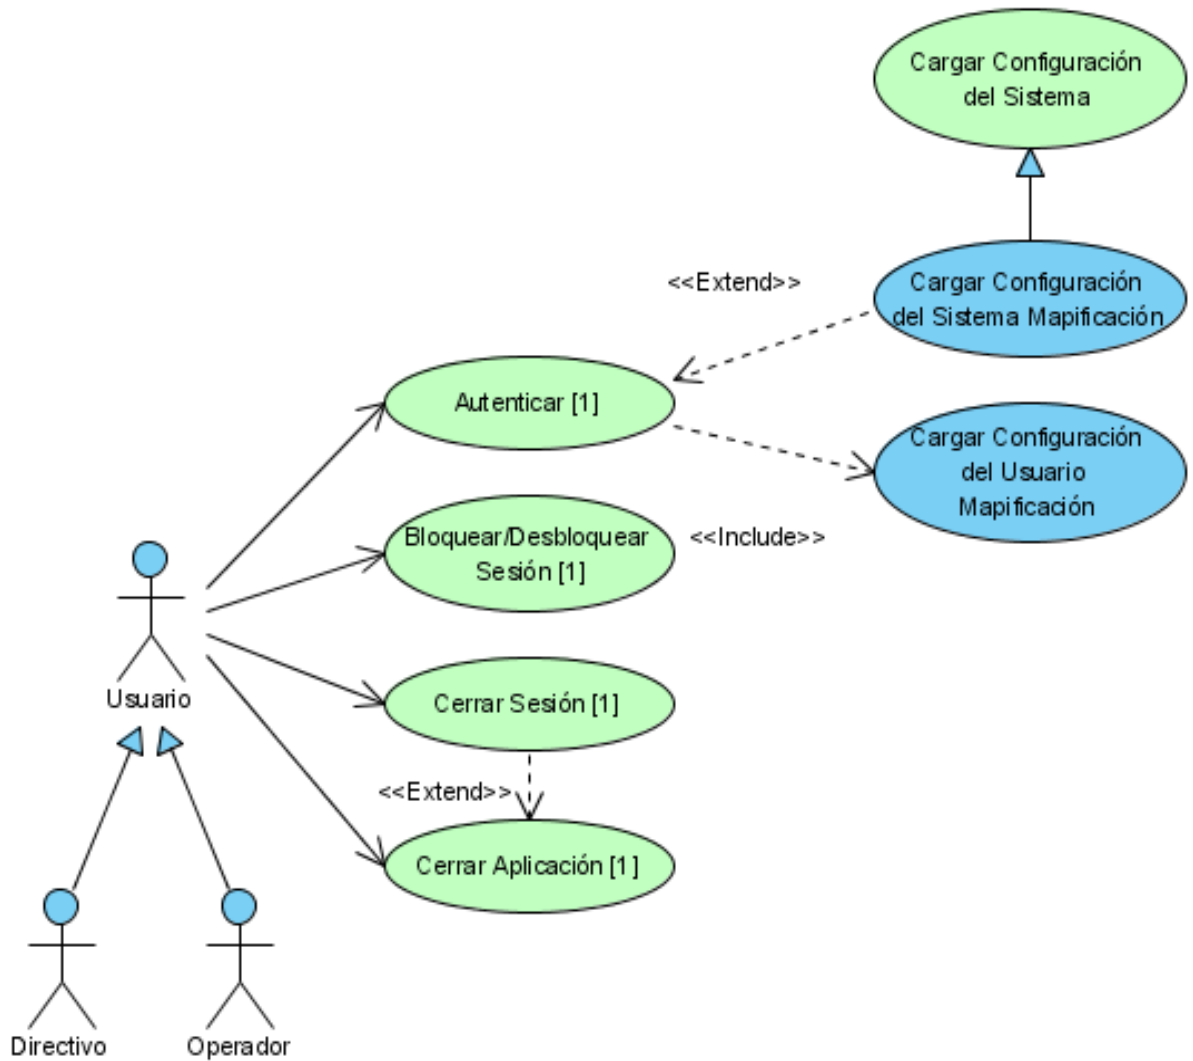 Cargar Configuración
del Sistema
<<Extend>>
Cargar Configuración
del Sistema Mapificación
Autenticar [1]
Cargar Configuración
del Usuario
Mapificación
Bloquear/Desbloquear
Sesión [1]
<<Include>>
Usuario
Cerrar Sesión [1]
<<Extend>>
Cerrar Aplicación [1]
Directivo
Operador